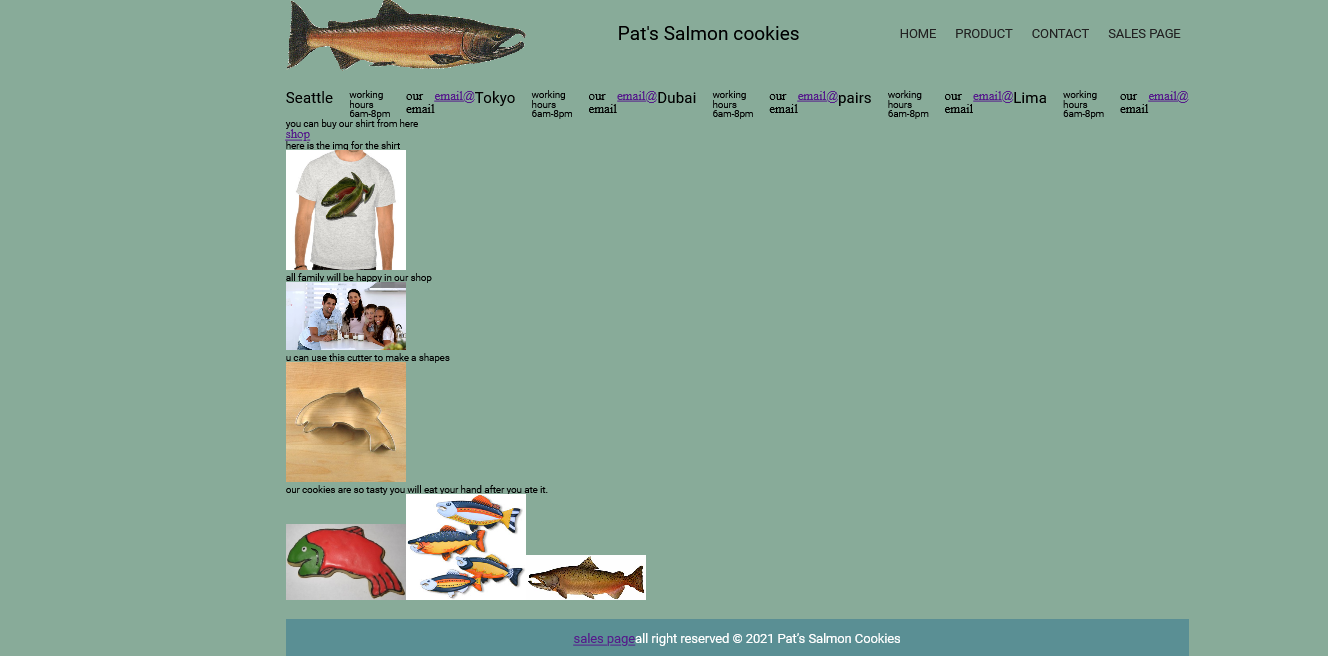 Pat's Salmon cookies
HOME PRODUCT CONTACT SALES PAGE
Seattle
working
hours
6am-8pm
our
email
email@
Tokyo
working
hours
6am-8pm
our
email
email@
Dubai
working
hours
6am-8pm
our
email
email@
pairs
working
hours
6am-8pm
our
email
email@
Lima
working
hours
6am-8pm
our
email
email@
you can buy our shirt from here
shop
here is the img for the shirt
all family will be happy in our shop
u can use this cutter to make a shapes
our cookies are so tasty you will eat your hand after you ate it.
sales pageall right reserved © 2021 Pat's Salmon Cookies